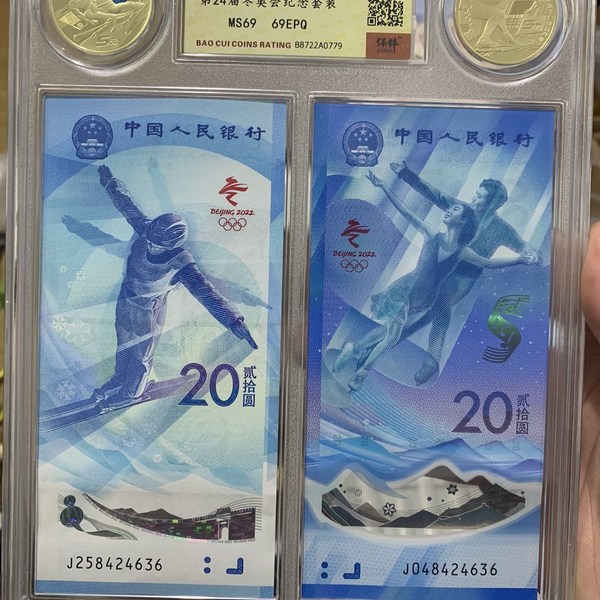 第24届冬奥会纪念套装
MS69 69EPQ
BAO CUI COINS RATING B8722A0779
保粹
中国人民银行
BEIJING 2022
20
贰拾圆
J258424636
中国人民银行
BEIJING 2022
20
贰拾圆
J048424636